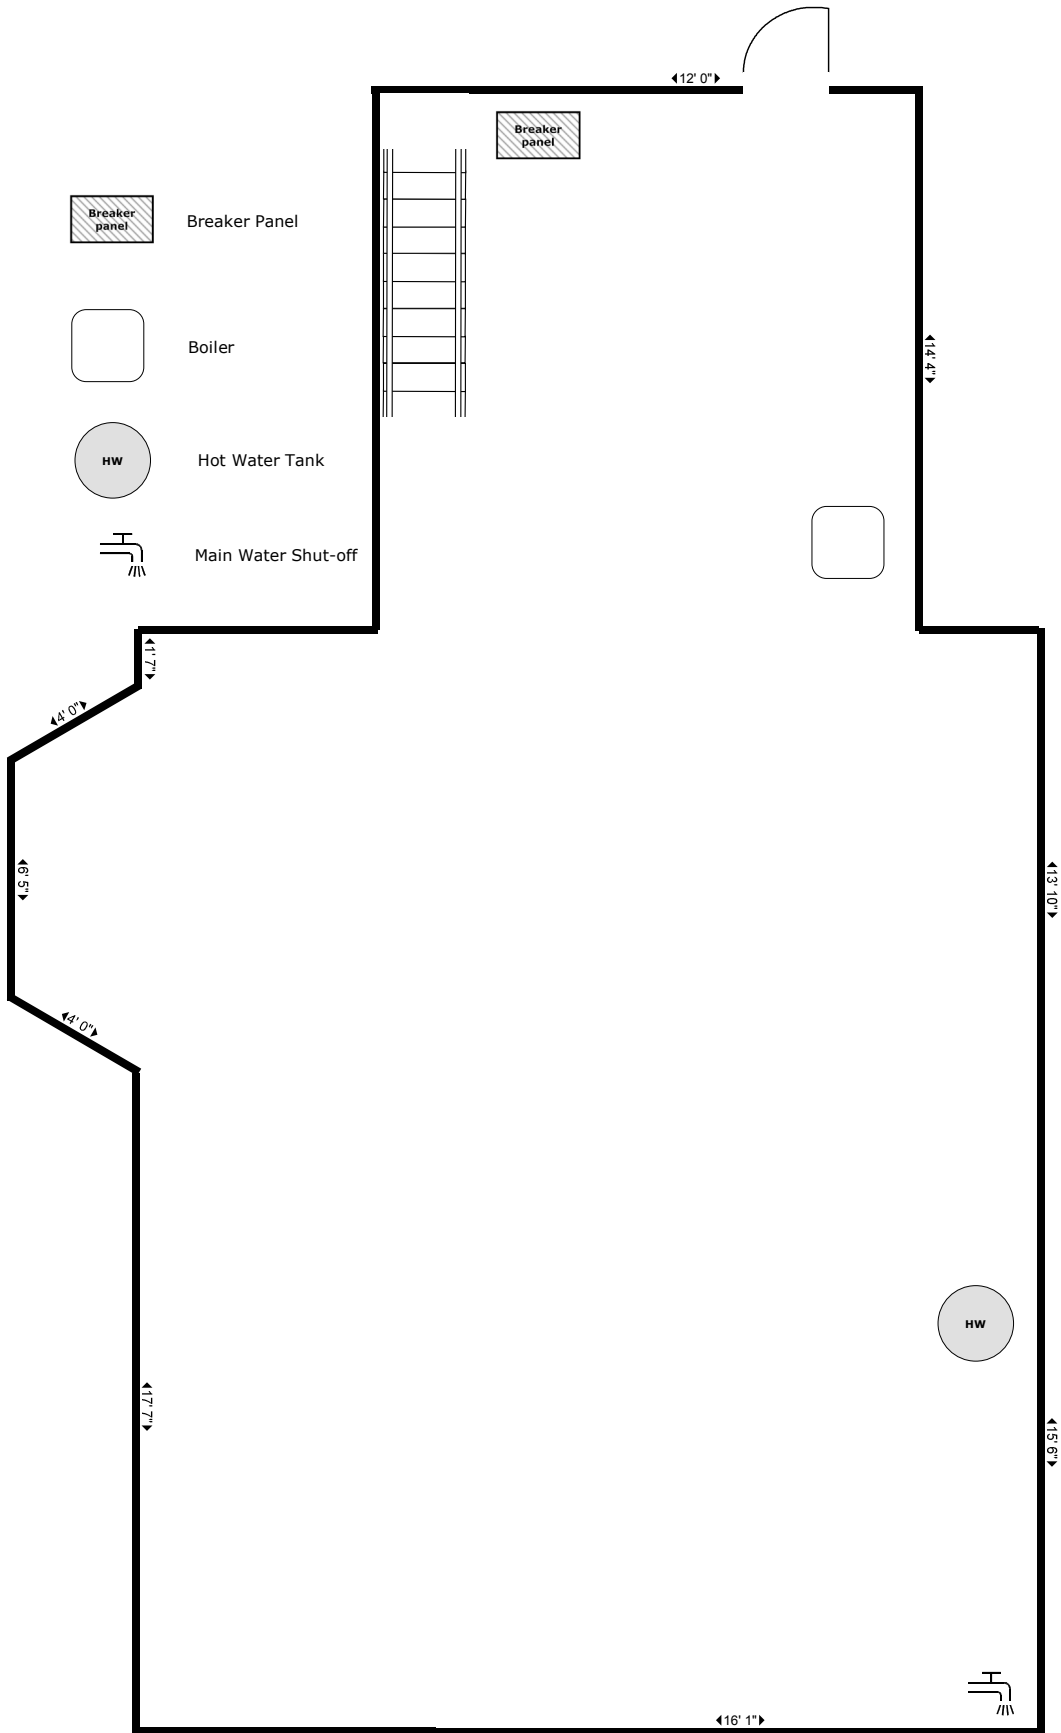 12' 0"
Breaker
panel
Breaker
panel
Breaker Panel
14' 4"
Boiler
HW
Hot Water Tank
Main Water Shut-off
1' 7"
4' 0"
6' 5"
13' 10"
4' 0"
HW
17' 7"
15' 6"
16' 1"